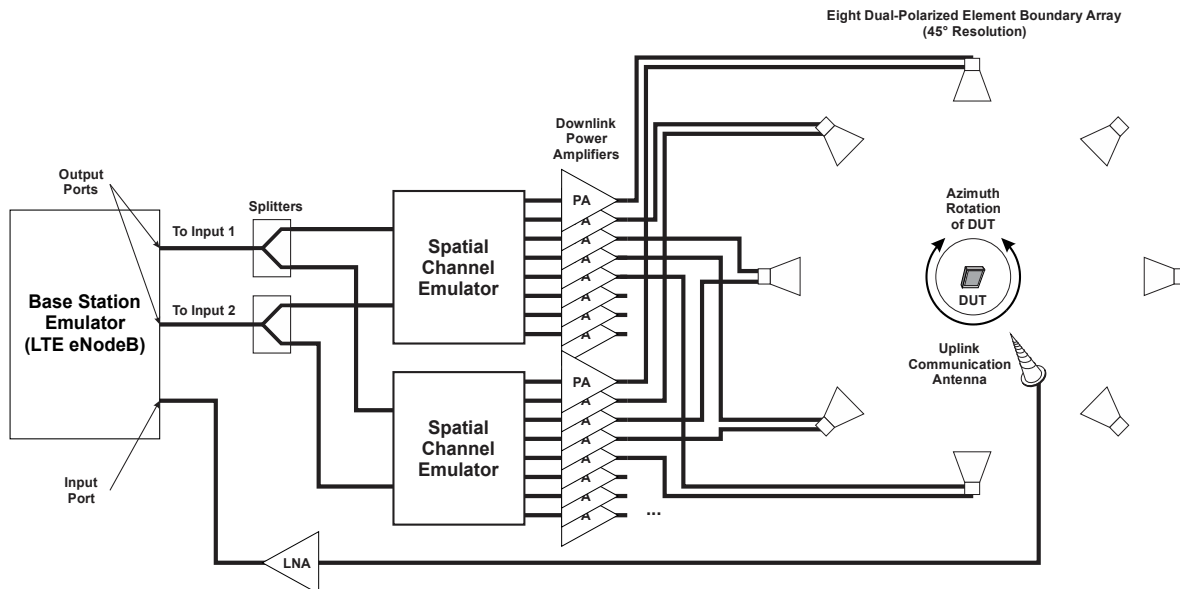 Eight Dual-Polarized Element Boundary Array
(45° Resolution)
Downlink
Power
Amplifiers
Output
Ports
Splitters
To Input 1
To Input 2
Base Station
Emulator
(LTE eNodeB)
Input
Port
Spatial
Channel
Emulator
Spatial
Channel
Emulator
PA
A
A
A
A
A
A
A
PA
A
A
A
A
A
A
A
...
LNA
Azimuth
Rotation
of DUT
DUT
Uplink
Communication
Antenna